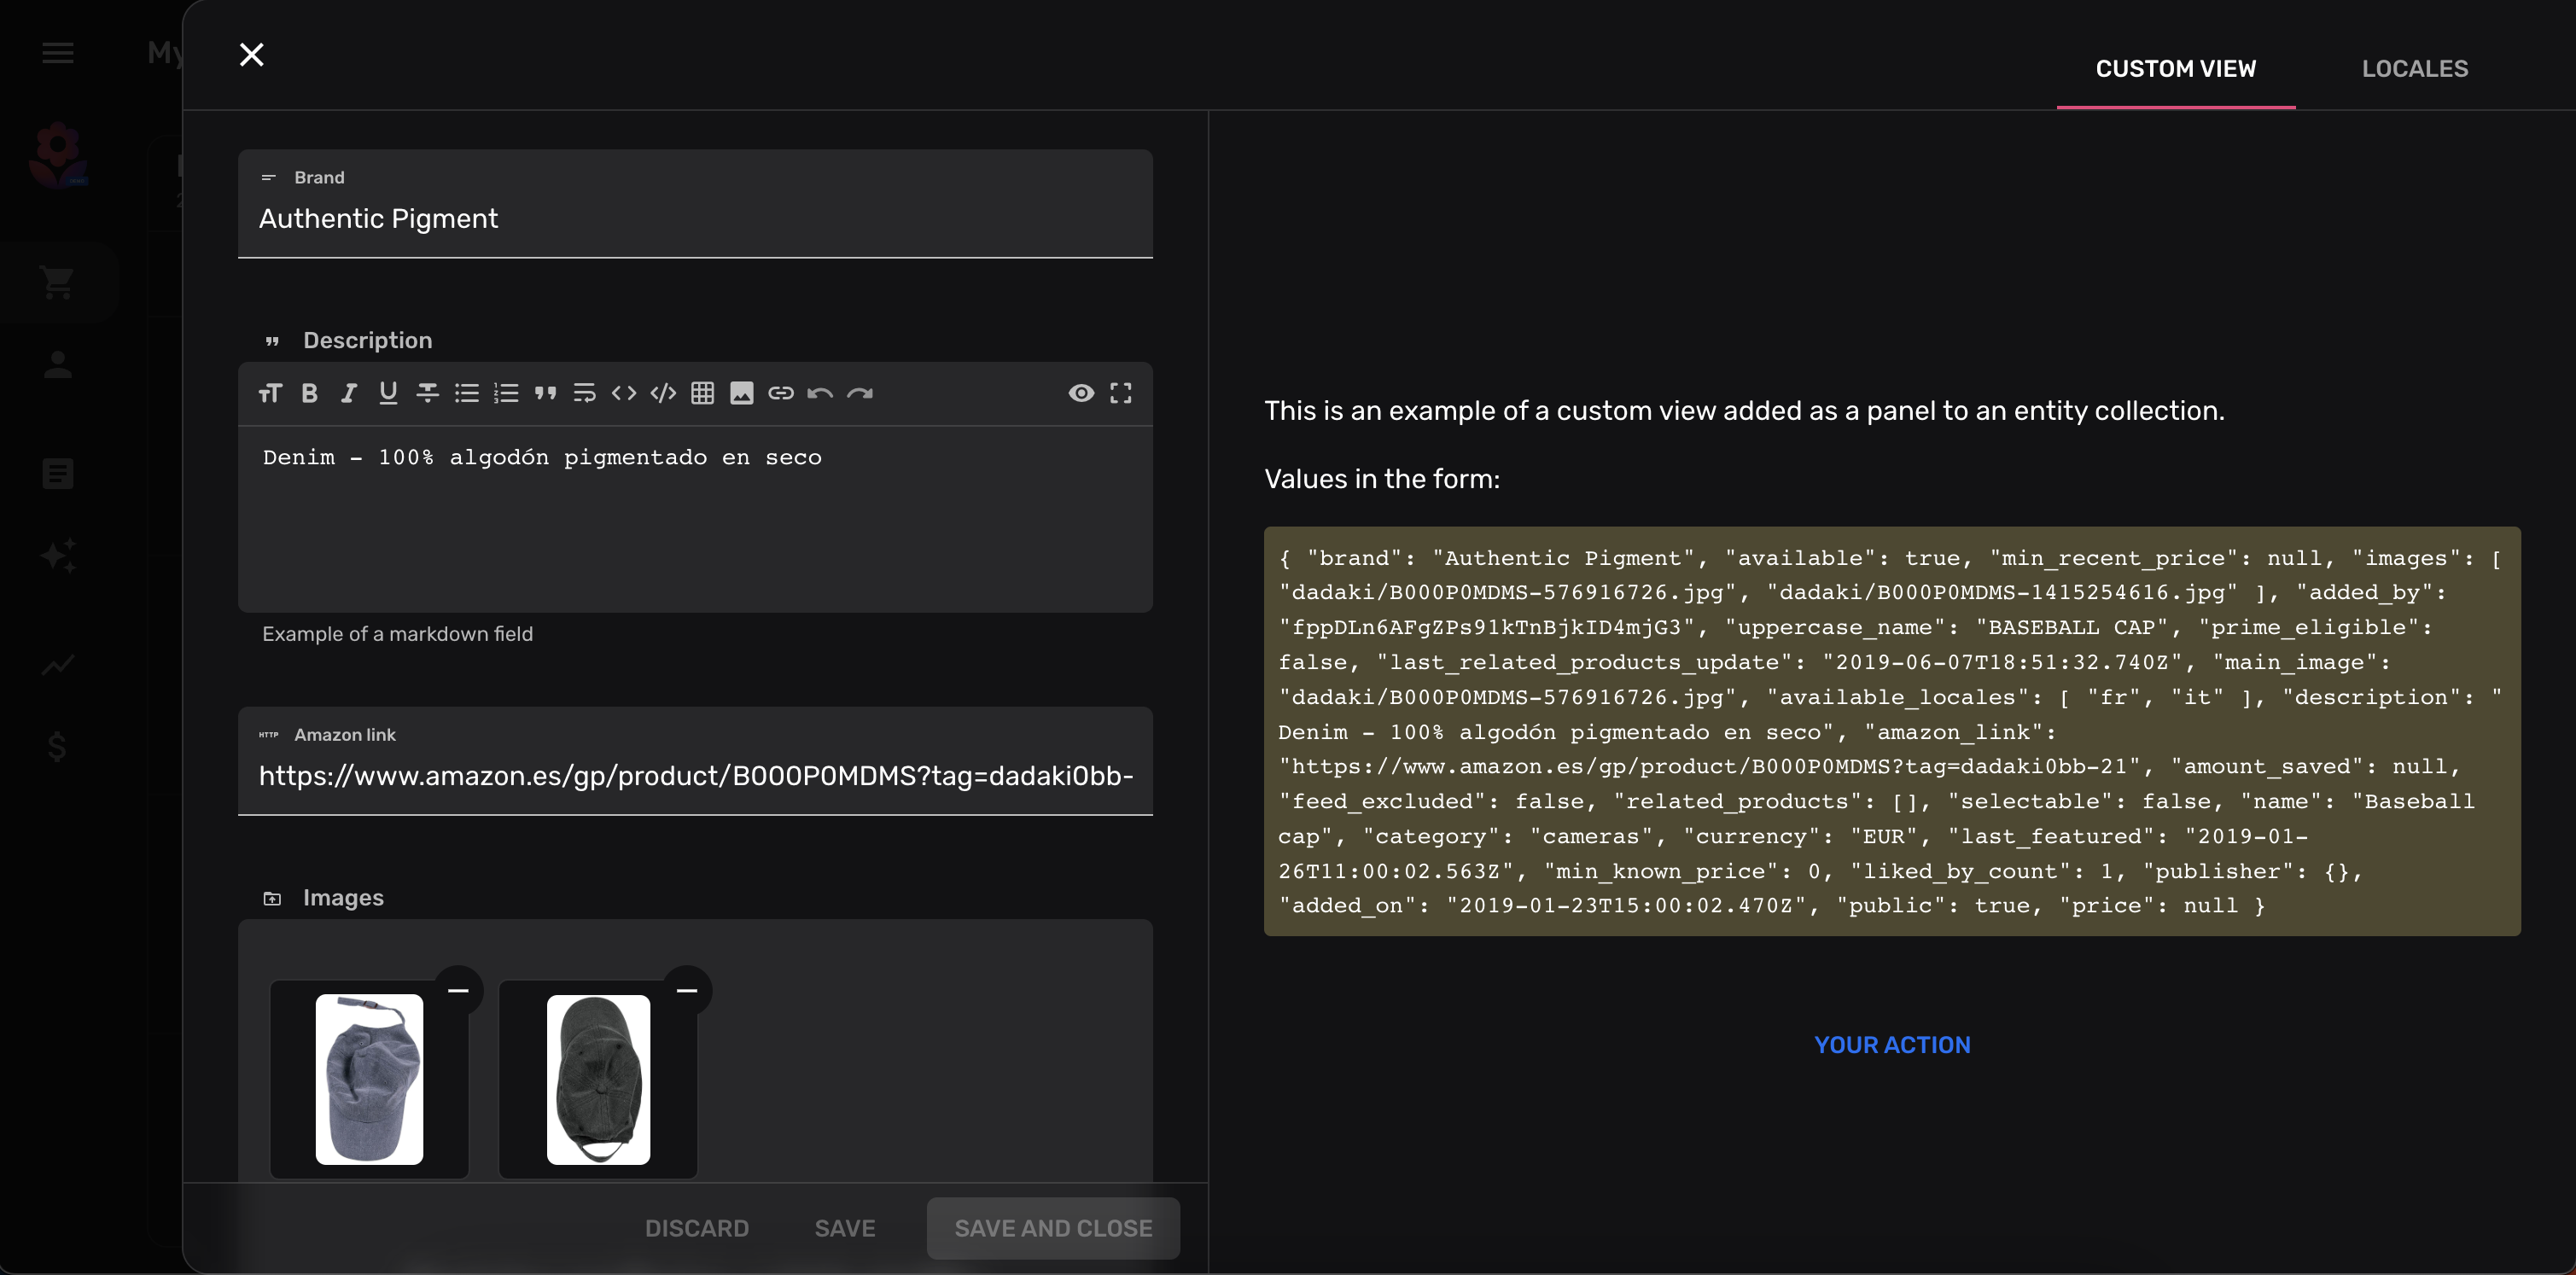 My
CUSTOM VIEW
LOCALES
Brand
Authentic Pigment
Description
Denim - 100% algodón pigmentado en seco
Example of a markdown field
HTTP Amazon link
https://www.amazon.es/gp/product/B000P0MDMS?tag=dadaki0bb-
Images
DISCARD
SAVE
SAVE AND CLOSE
This is an example of a custom view added as a panel to an entity collection.
Values in the form:
{ "brand": "Authentic Pigment", "available": true, "min_recent_price": null, "images": [
"dadaki/B000P0MDMS-576916726.jpg", "dadaki/B000P0MDMS-1415254616.jpg" ], "added_by":
"fppDLn6AFgZPs91kTnBjkID4mjG3", "uppercase_name": "BASEBALL CAP", "prime_eligible":
false, "last_related_products_update": "2019-06-07T18:51:32.740Z", "main_image":
"dadaki/B000P0MDMS-576916726.jpg", "available_locales": [ "fr", "it" ], "description": "
Denim - 100% algodón pigmentado en seco", "amazon_link":
"https://www.amazon.es/gp/product/B000P0MDMS?tag=dadaki0bb-21", "amount_saved": null,
"feed_excluded": false, "related_products": [], "selectable": false, "name": "Baseball
cap", "category": "cameras", "currency": "EUR", "last_featured": "2019-01-
26T11:00:02.563Z", "min_known_price": 0, "liked_by_count": 1, "publisher": {},
"added_on": "2019-01-23T15:00:02.470Z", "public": true, "price": null }
YOUR ACTION